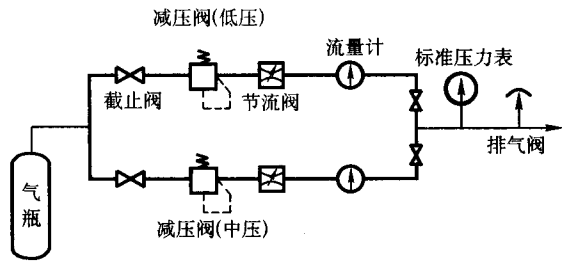 减压阀(低压)
流量计
标准压力表
截止阀
节流阀
排气阀
气瓶
减压阀(中压)